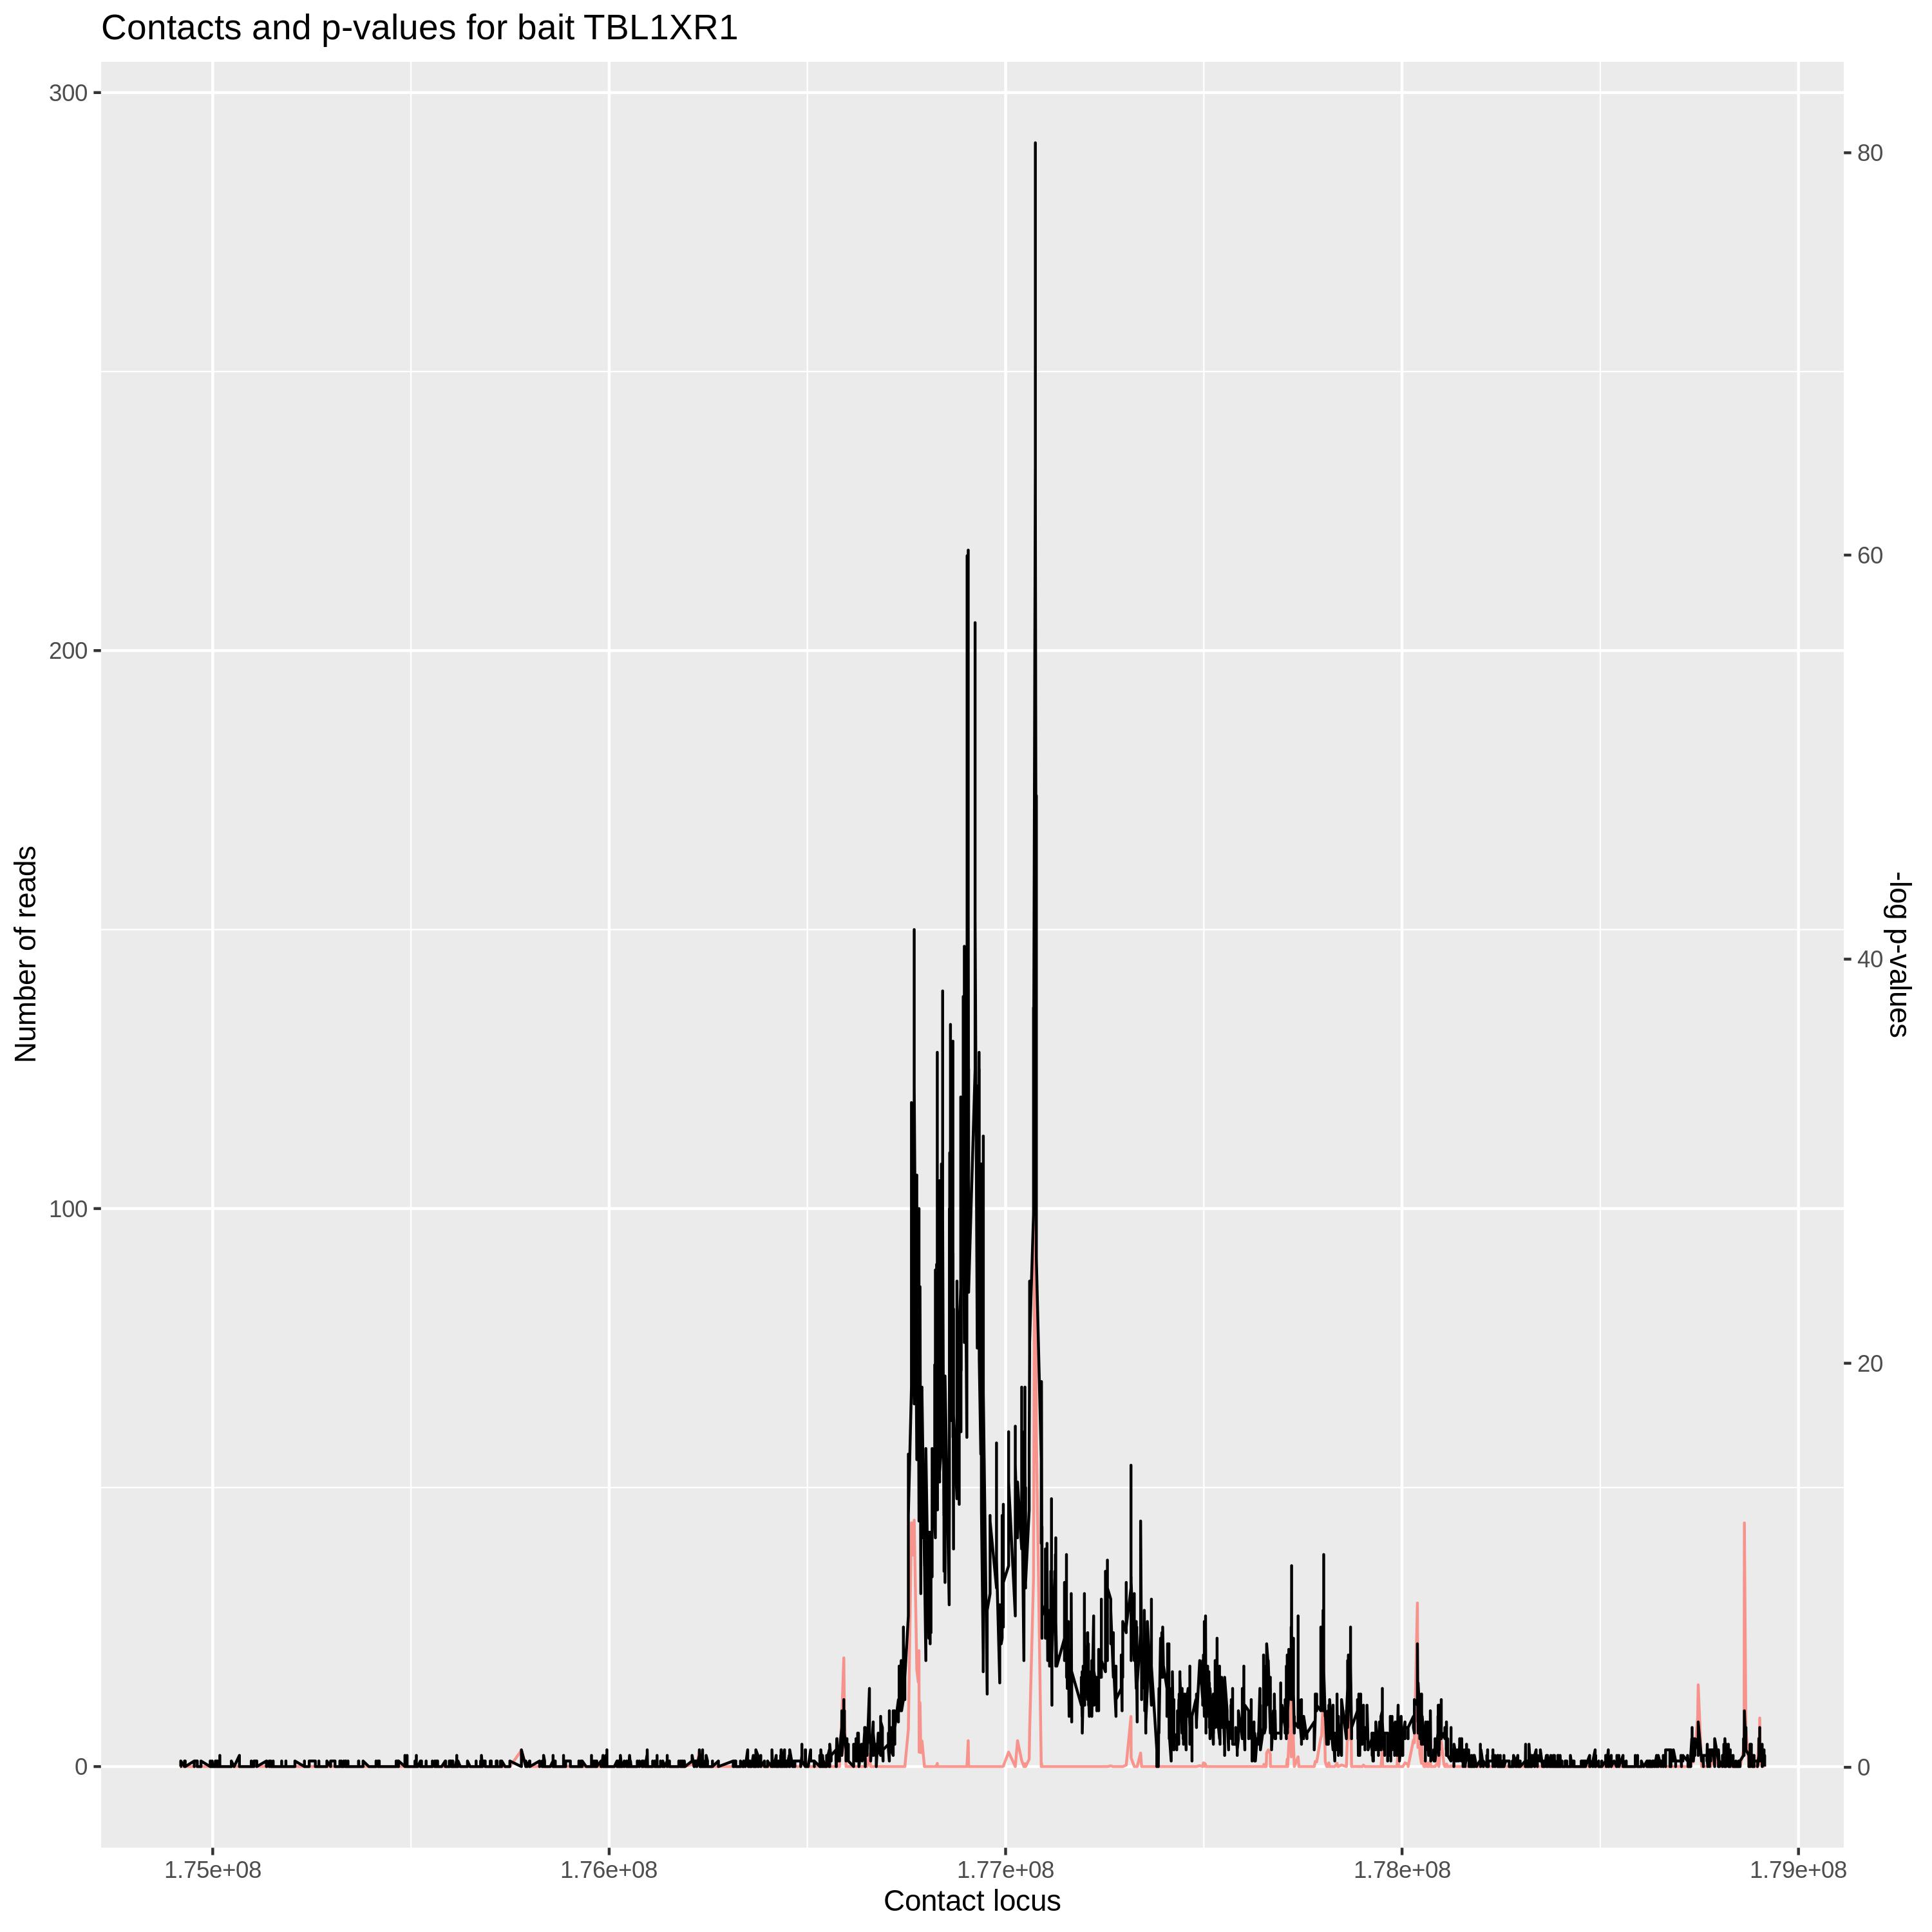 Contacts and p-values for bait TBL1XR1
300
200
100
0
Number of reads
80
60
40
20
0
-log p-values
1.75e+08
1.76e+08
1.77e+08
1.78e+08
1.79e+08
Contact locus